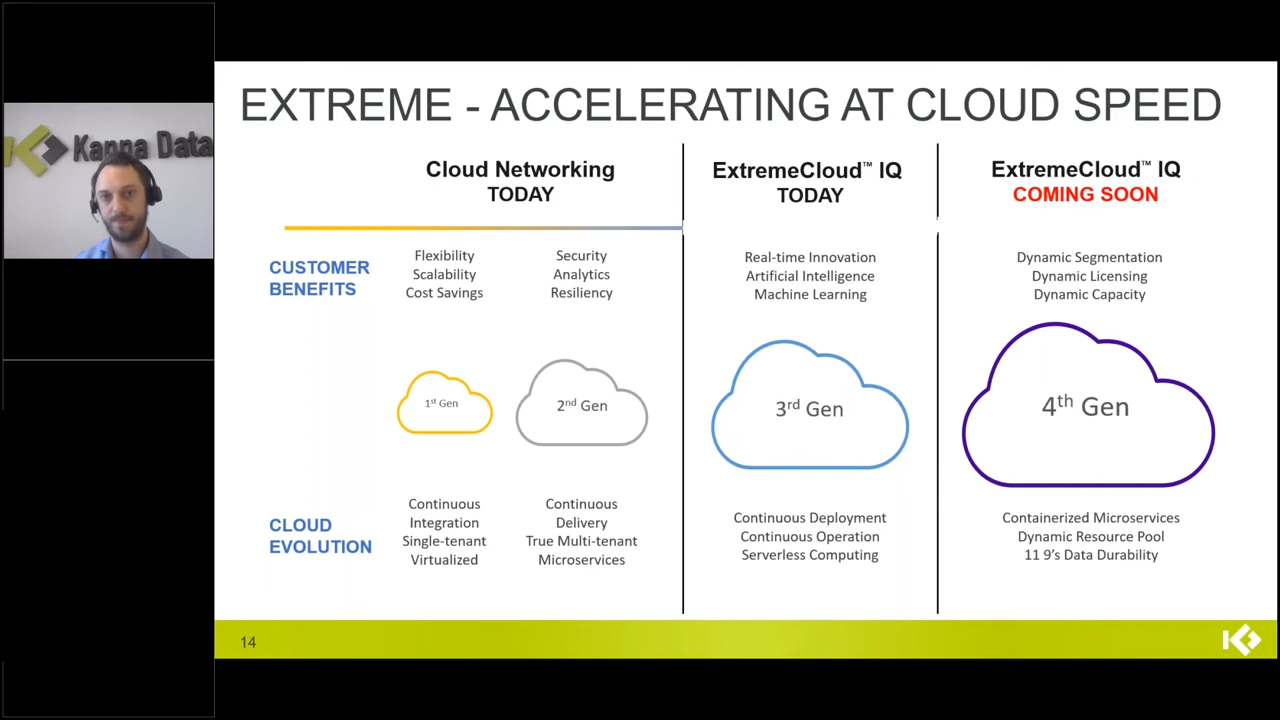 Kappa Data
EXTREME - ACCELERATING AT CLOUD SPEED
Cloud Networking
TODAY
ExtremeCloud™ IQ
TODAY
ExtremeCloud™ IQ
COMING SOON
CUSTOMER
BENEFITS
Flexibility
Scalability
Cost Savings
Security
Analytics
Resiliency
Real-time Innovation
Artificial Intelligence
Machine Learning
Dynamic Segmentation
Dynamic Licensing
Dynamic Capacity
1st Gen
2nd Gen
3rd Gen
4th Gen
CLOUD
EVOLUTION
Continuous
Integration
Single-tenant
Virtualized
Continuous
Delivery
True Multi-tenant
Microservices
Continuous Deployment
Continuous Operation
Serverless Computing
Containerized Microservices
Dynamic Resource Pool
11 9’s Data Durability
14